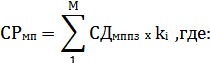 СРмп = ∑ М 1 СДмппз x ki ,где: